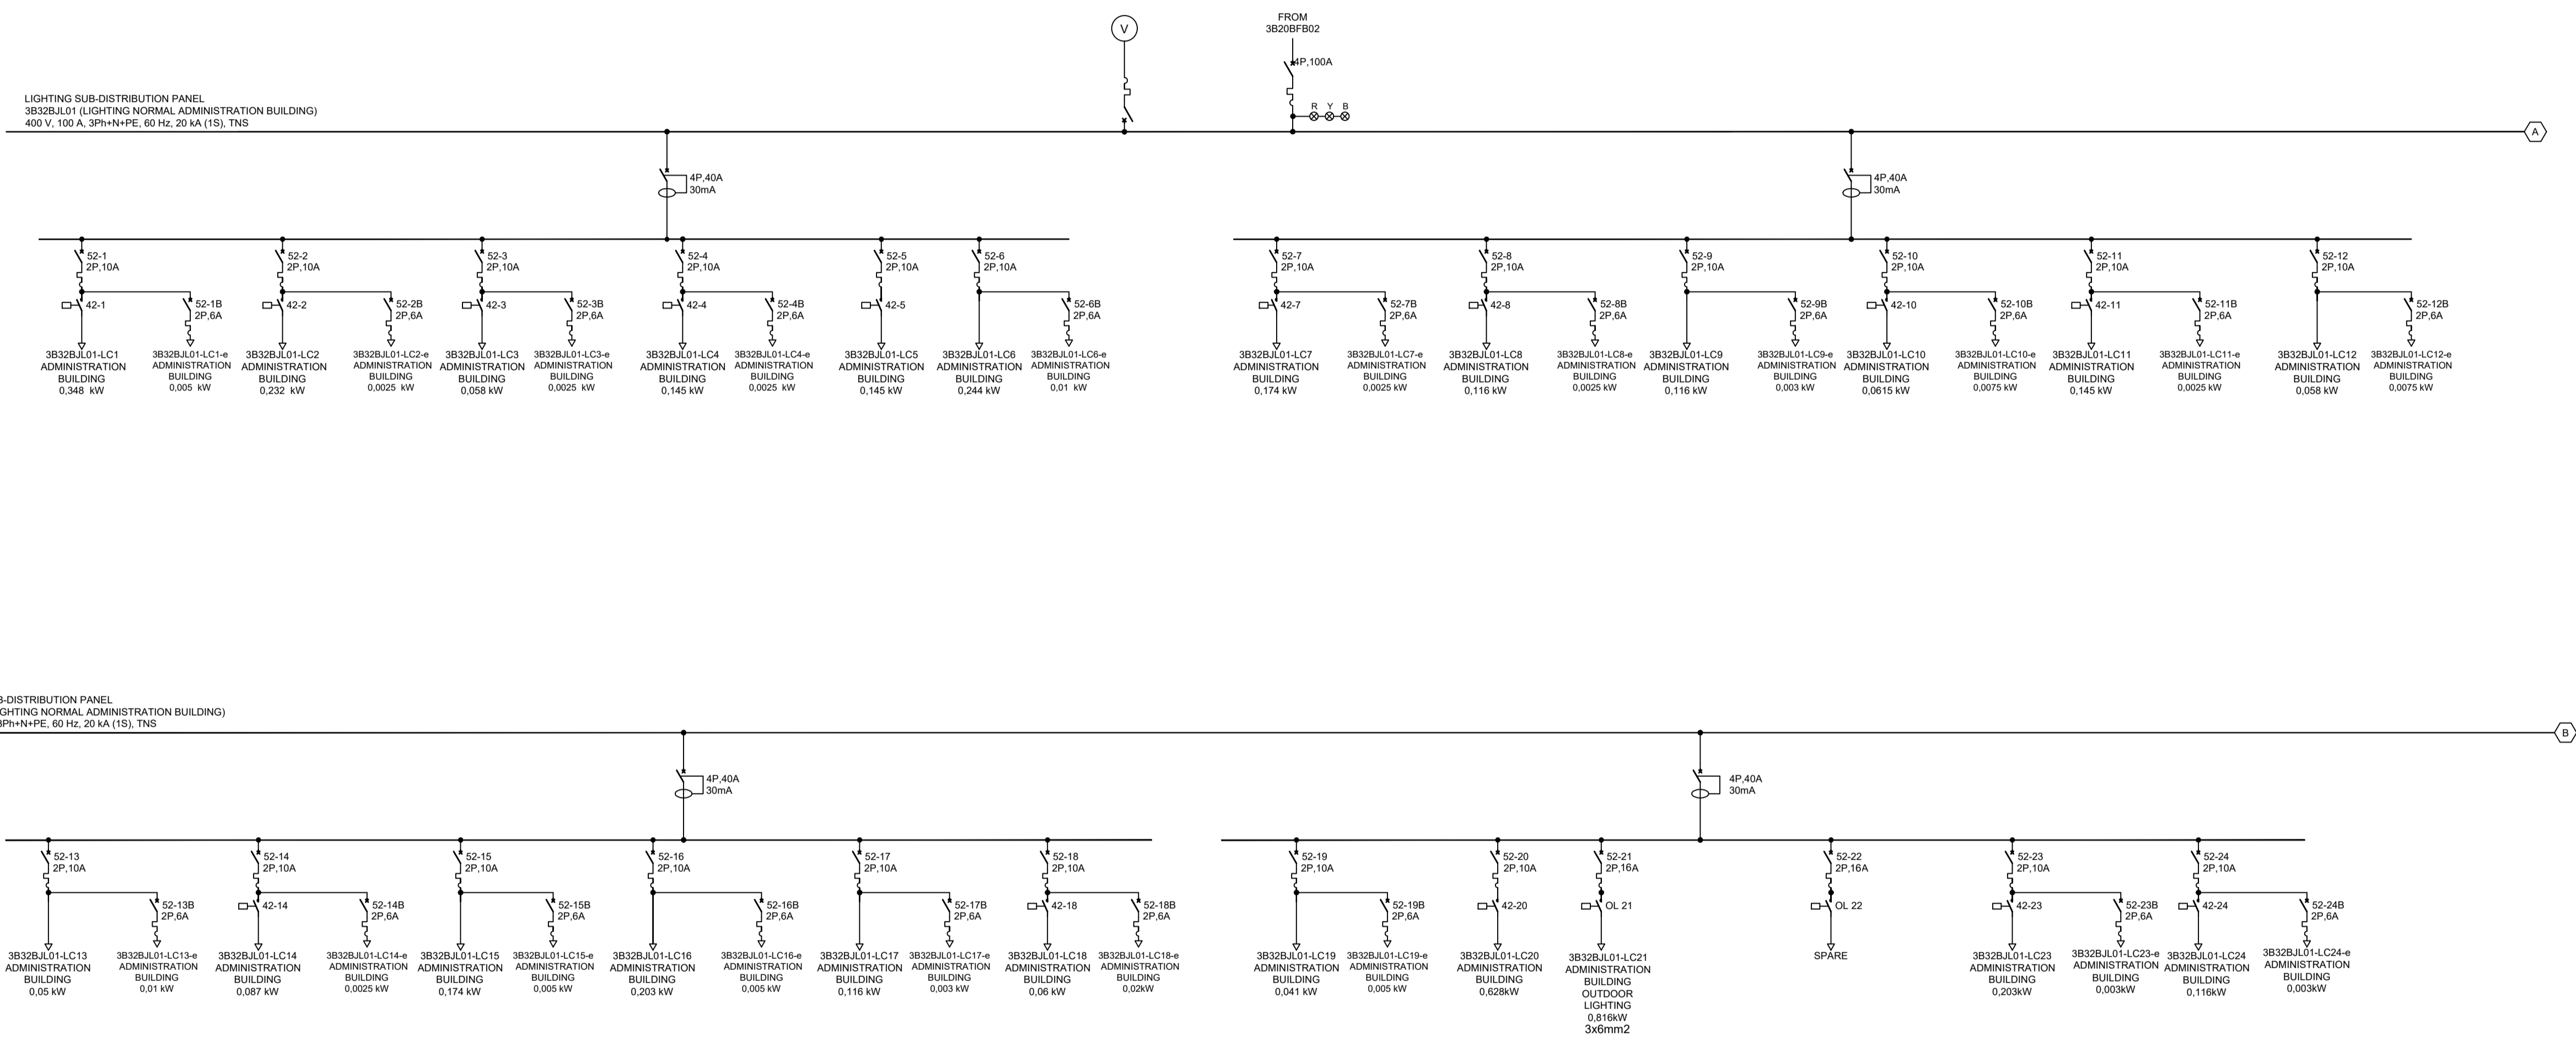 V
FROM
3B20BFB02
4P,100A
R Y B
LIGHTING SUB-DISTRIBUTION PANEL
3B32BJL01 (LIGHTING NORMAL ADMINISTRATION BUILDING)
400 V, 100 A, 3Ph+N+PE, 60 Hz, 20 kA (1S), TNS
A
4P,40A
30mA
4P,40A
30mA
52-1
2P,10A
42-1
52-1B
2P,6A
52-2
2P,10A
42-2
52-2B
2P,6A
52-3
2P,10A
42-3
52-3B
2P,6A
52-4
2P,10A
42-4
52-4B
2P,6A
52-5
2P,10A
42-5
52-6
2P,10A
52-6B
2P,6A
52-7
2P,10A
42-7
52-7B
2P,6A
52-8
2P,10A
42-8
52-8B
2P,6A
52-9
2P,10A
52-9B
2P,6A
52-10
2P,10A
42-10
52-10B
2P,6A
52-11
2P,10A
42-11
52-11B
2P,6A
52-12
2P,10A
52-12B
2P,6A
3B32BJL01-LC1
ADMINISTRATION
BUILDING
0,348 kW
3B32BJL01-LC1-e
ADMINISTRATION
BUILDING
0,005 kW
3B32BJL01-LC2
ADMINISTRATION
BUILDING
0,232 kW
3B32BJL01-LC2-e
ADMINISTRATION
BUILDING
0,0025 kW
3B32BJL01-LC3
ADMINISTRATION
BUILDING
0,058 kW
3B32BJL01-LC3-e
ADMINISTRATION
BUILDING
0,0025 kW
3B32BJL01-LC4
ADMINISTRATION
BUILDING
0,145 kW
3B32BJL01-LC4-e
ADMINISTRATION
BUILDING
0,0025 kW
3B32BJL01-LC5
ADMINISTRATION
BUILDING
0,145 kW
3B32BJL01-LC6
ADMINISTRATION
BUILDING
0,244 kW
3B32BJL01-LC6-e
ADMINISTRATION
BUILDING
0,01 kW
3B32BJL01-LC7
ADMINISTRATION
BUILDING
0,174 kW
3B32BJL01-LC7-e
ADMINISTRATION
BUILDING
0,0025 kW
3B32BJL01-LC8
ADMINISTRATION
BUILDING
0,116 kW
3B32BJL01-LC8-e
ADMINISTRATION
BUILDING
0,0025 kW
3B32BJL01-LC9
ADMINISTRATION
BUILDING
0,116 kW
3B32BJL01-LC9-e
ADMINISTRATION
BUILDING
0,003 kW
3B32BJL01-LC10
ADMINISTRATION
BUILDING
0,0615 kW
3B32BJL01-LC10-e
ADMINISTRATION
BUILDING
0,0075 kW
3B32BJL01-LC11
ADMINISTRATION
BUILDING
0,145 kW
3B32BJL01-LC11-e
ADMINISTRATION
BUILDING
0,0025 kW
3B32BJL01-LC12
ADMINISTRATION
BUILDING
0,058 kW
3B32BJL01-LC12-e
ADMINISTRATION
BUILDING
0,0075 kW
B-DISTRIBUTION PANEL
GHTING NORMAL ADMINISTRATION BUILDING)
3Ph+N+PE, 60 Hz, 20 kA (1S), TNS
B
4P,40A
30mA
4P,40A
30mA
52-13
2P,10A
52-13B
2P,6A
52-14
2P,10A
42-14
52-14B
2P,6A
52-15
2P,10A
52-15B
2P,6A
52-16
2P,10A
52-16B
2P,6A
52-17
2P,10A
52-17B
2P,6A
52-18
2P,10A
42-18
52-18B
2P,6A
52-19
2P,10A
52-19B
2P,6A
52-20
2P,10A
42-20
52-21
2P,16A
OL 21
52-22
2P,16A
OL 22
52-23
2P,10A
42-23
52-23B
2P,6A
52-24
2P,10A
42-24
52-24B
2P,6A
3B32BJL01-LC13
ADMINISTRATION
BUILDING
0,05 kW
3B32BJL01-LC13-e
ADMINISTRATION
BUILDING
0,01 kW
3B32BJL01-LC14
ADMINISTRATION
BUILDING
0,087 kW
3B32BJL01-LC14-e
ADMINISTRATION
BUILDING
0,0025 kW
3B32BJL01-LC15
ADMINISTRATION
BUILDING
0,174 kW
3B32BJL01-LC15-e
ADMINISTRATION
BUILDING
0,005 kW
3B32BJL01-LC16
ADMINISTRATION
BUILDING
0,203 kW
3B32BJL01-LC16-e
ADMINISTRATION
BUILDING
0,005 kW
3B32BJL01-LC17
ADMINISTRATION
BUILDING
0,116 kW
3B32BJL01-LC17-e
ADMINISTRATION
BUILDING
0,003 kW
3B32BJL01-LC18
ADMINISTRATION
BUILDING
0,06 kW
3B32BJL01-LC18-e
ADMINISTRATION
BUILDING
0,02kW
3B32BJL01-LC19
ADMINISTRATION
BUILDING
0,041 kW
3B32BJL01-LC19-e
ADMINISTRATION
BUILDING
0,005 kW
3B32BJL01-LC20
ADMINISTRATION
BUILDING
0,628kW
3B32BJL01-LC21
ADMINISTRATION
BUILDING
OUTDOOR
LIGHTING
0,816kW
3x6mm2
SPARE
3B32BJL01-LC23
ADMINISTRATION
BUILDING
0,203kW
3B32BJL01-LC23-e
ADMINISTRATION
BUILDING
0,003kW
3B32BJL01-LC24
ADMINISTRATION
BUILDING
0,116kW
3B32BJL01-LC24-e
ADMINISTRATION
BUILDING
0,003kW